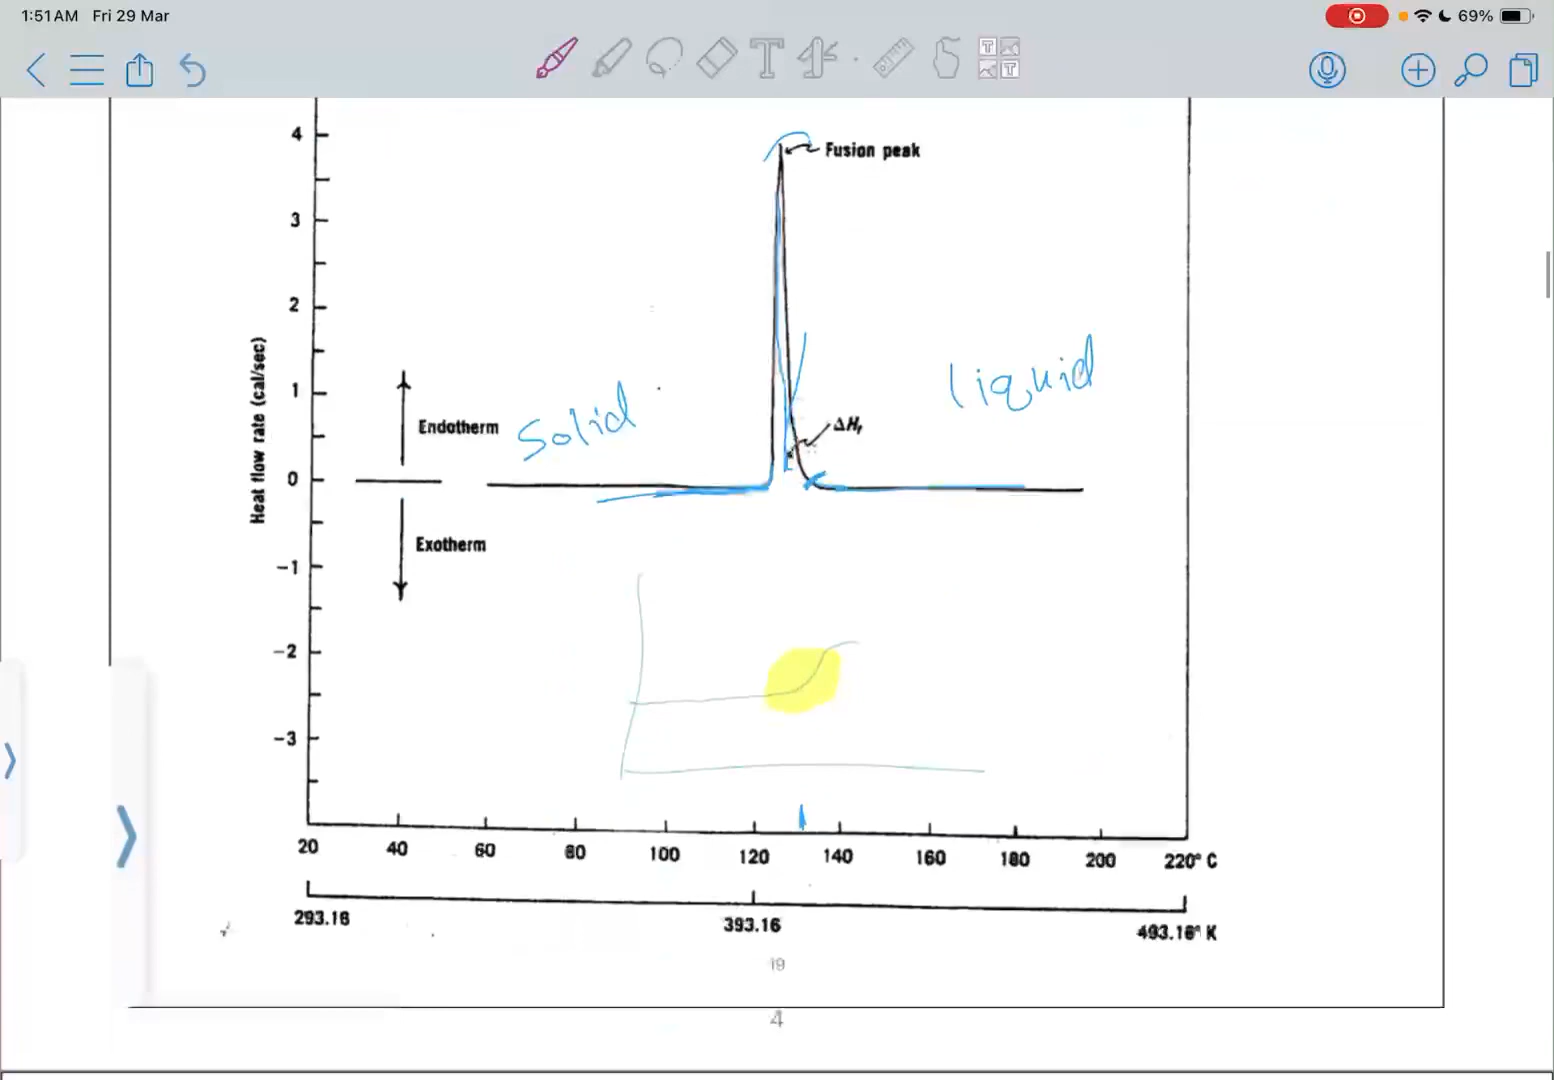 1:51AM Fri 29 Mar
69%
4
Fusion peak
3
2
Heat flow rate (cal/sec)
1
liquid
Solid
Endotherm
ΔHf
0
Exotherm
-1
-2
-3
20 40 60 80 100 120 140 160 180 200 220° C
293.16 393.16 493.16° K
19
4